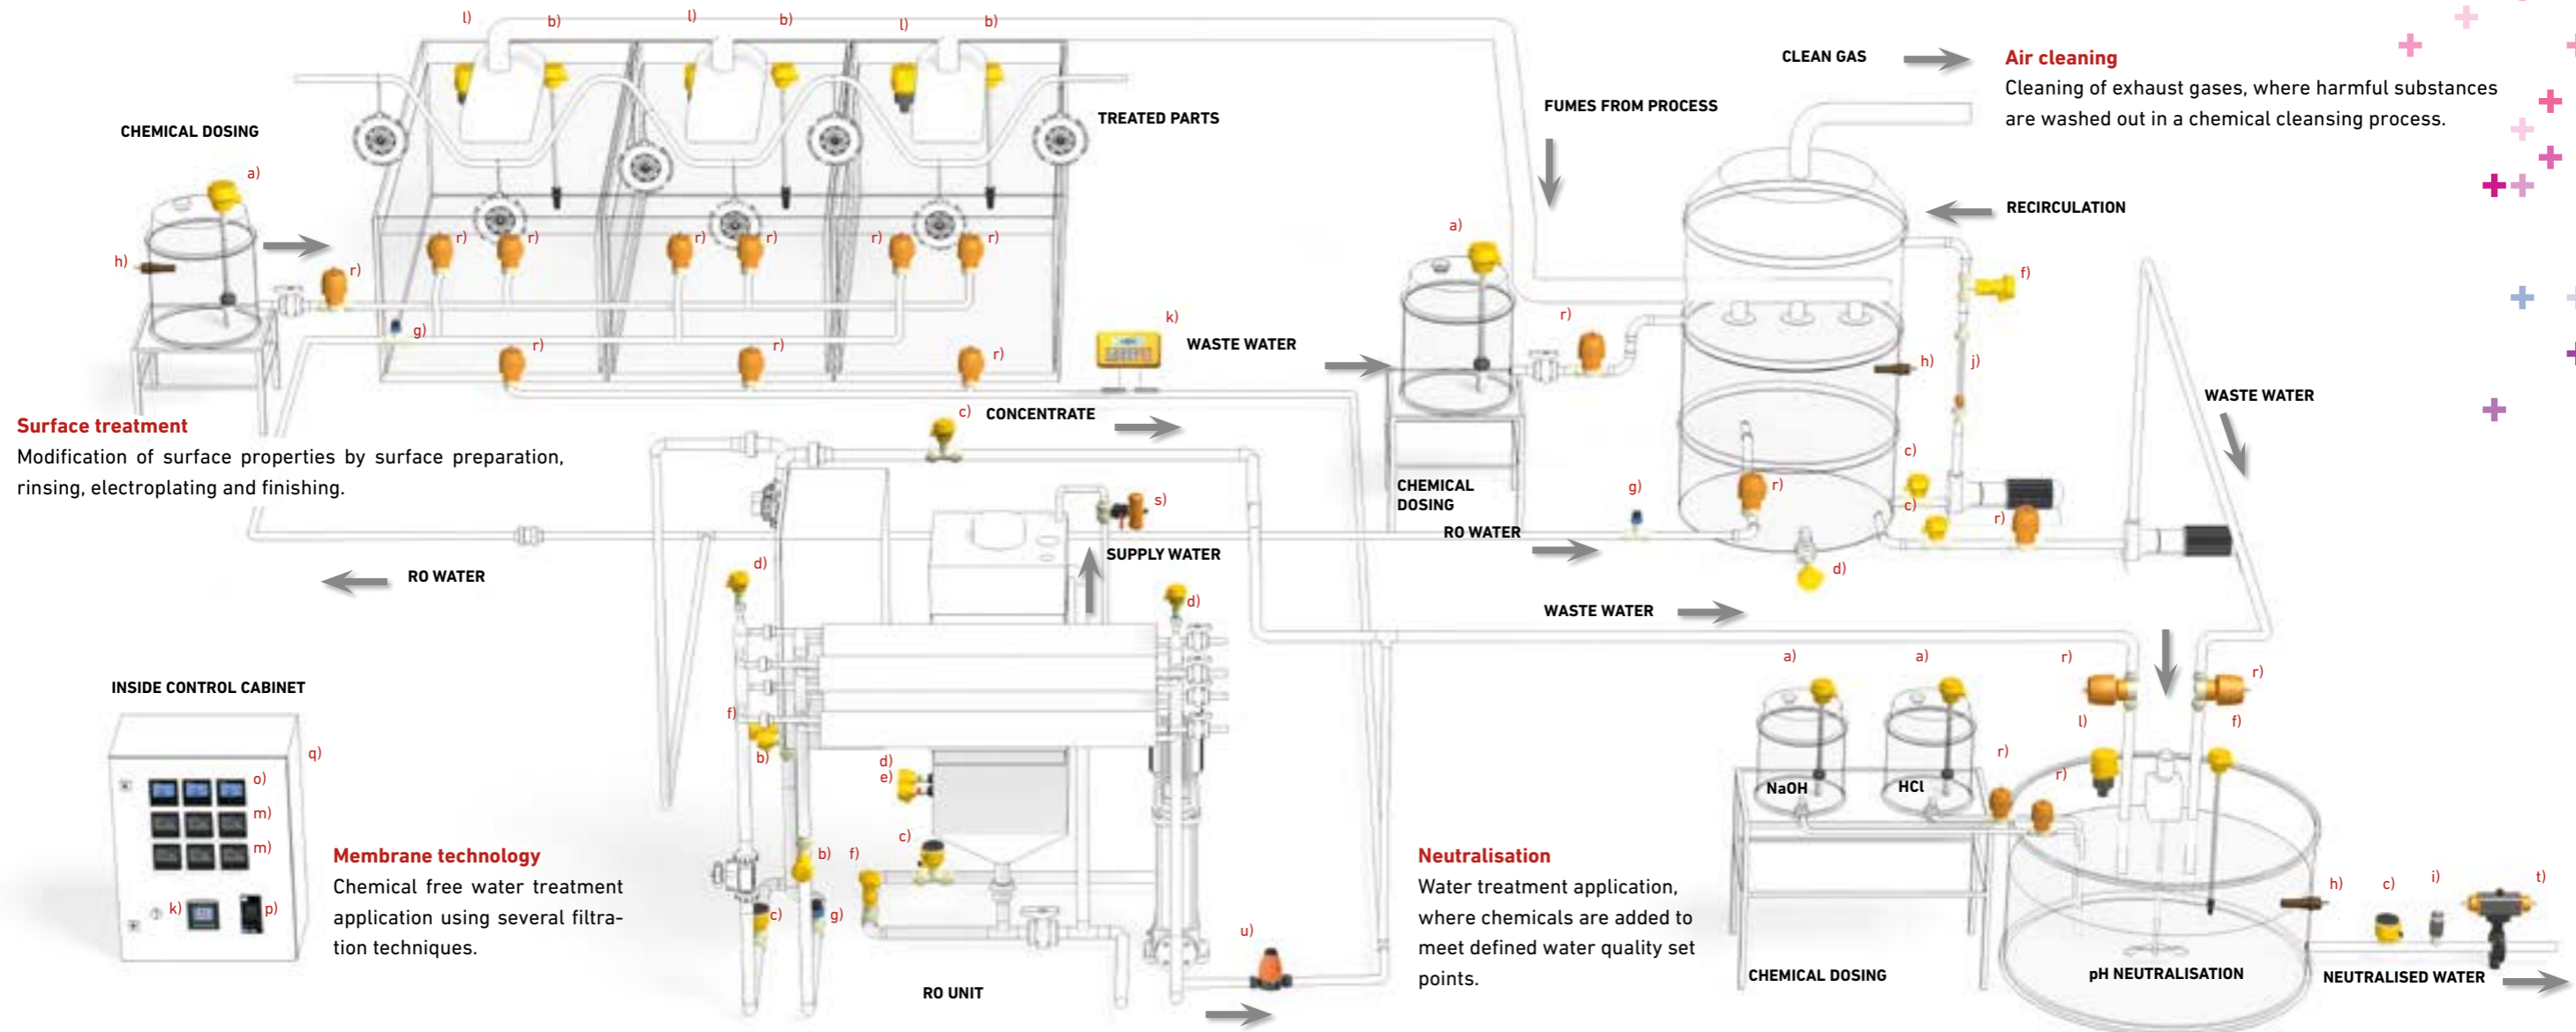 l)
b)
l)
b)
l)
b)
CHEMICAL DOSING
a)
h)
r)
TREATED PARTS
r)
r)
r)
r)
r)
r)
g)
r)
r)
r)
Surface treatment
Modification of surface properties by surface preparation,
rinsing, electroplating and finishing.
k)
WASTE WATER
c)
CONCENTRATE
FUMES FROM PROCESS
CLEAN GAS
Air cleaning
Cleaning of exhaust gases, where harmful substances
are washed out in a chemical cleansing process.
RECIRCULATION
a)
r)
f)
h)
j)
c)
c)
r)
r)
g)
d)
CHEMICAL
DOSING
RO WATER
WASTE WATER
WASTE WATER
RO WATER
s)
SUPPLY WATER
d)
d)
f)
b)
d)
e)
c)
b)
f)
c)
g)
u)
RO UNIT
INSIDE CONTROL CABINET
q)
o)
m)
m)
k)
p)
Membrane technology
Chemical free water treatment
application using several filtra-
tion techniques.
Neutralisation
Water treatment application,
where chemicals are added to
meet defined water quality set
points.
a)
a)
NaOH
HCl
r)
r)
r)
r)
l)
f)
CHEMICAL DOSING
pH NEUTRALISATION
h)
c)
i)
t)
NEUTRALISED WATER